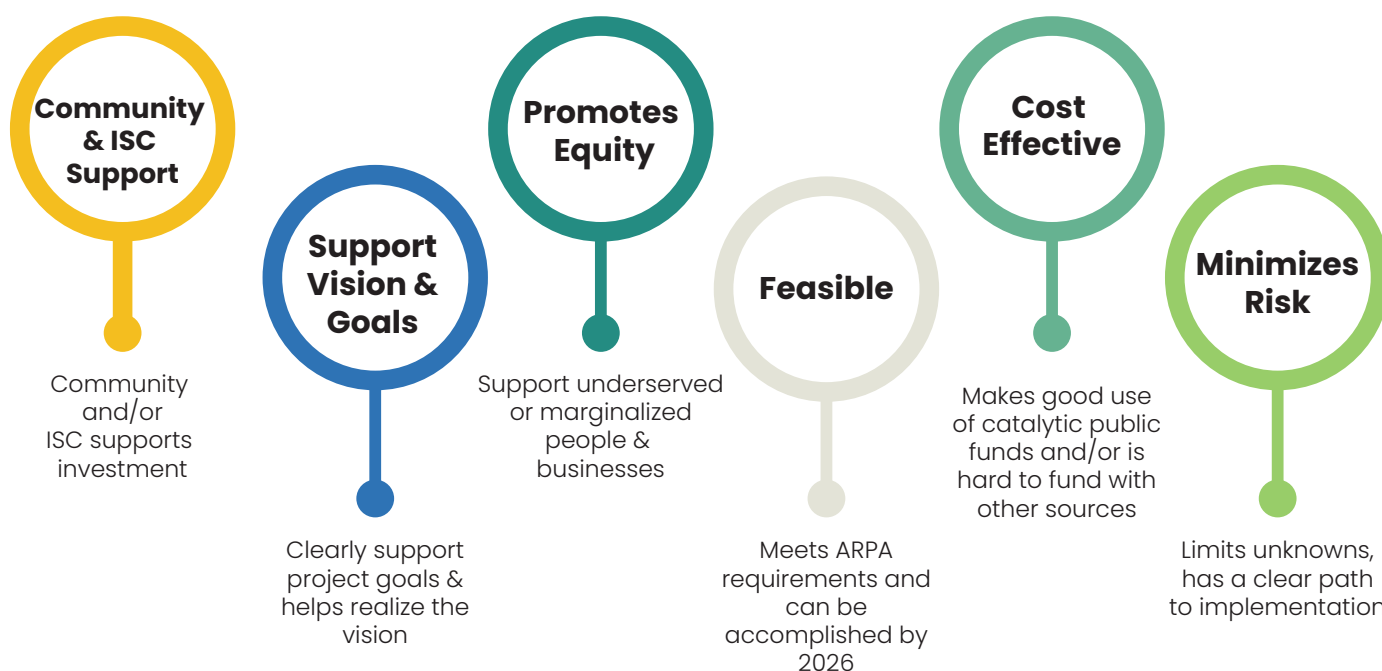 Community
& ISC
Support
Community
and/or
ISC supports
investment
Support
Vision &
Goals
Clearly support
project goals &
helps realize the
vision
Promotes
Equity
Support underserved
or marginalized
people &
businesses
Feasible
Meets ARPA
requirements and
can be
accomplished by
2026
Cost
Effective
Makes good use
of catalytic public
funds and/or is
hard to fund with
other sources
Minimizes
Risk
Limits unknowns,
has a clear path
to implementation